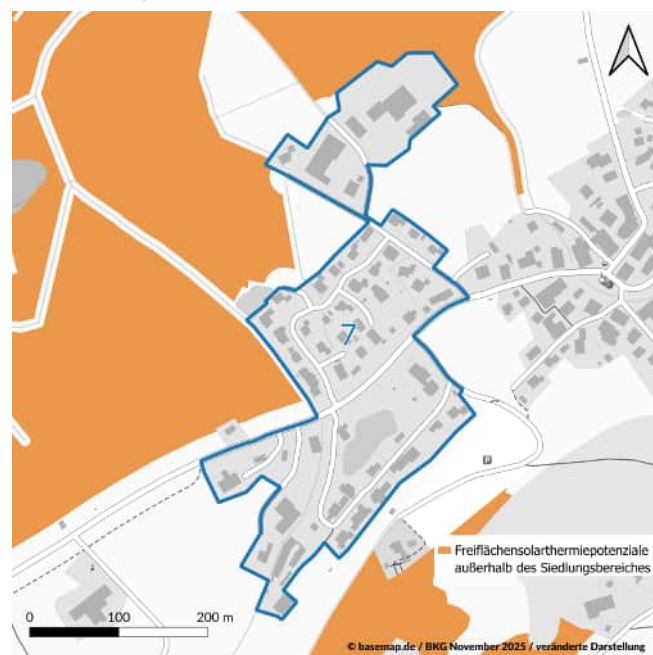 7
P
Freiflächensolarthermiepotenziale
außerhalb des Siedlungsbereiches
0 100 200 m
© basemap.de / BKG November 2025 / veränderte Darstellung